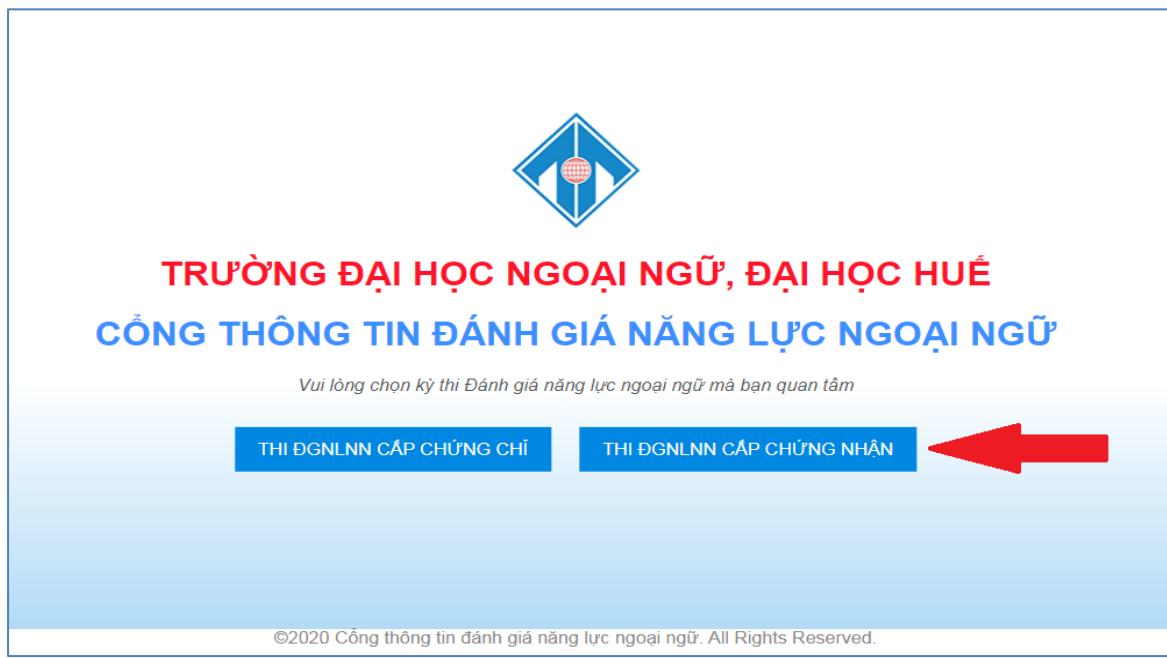 TRƯỜNG ĐẠI HỌC NGOẠI NGỮ, ĐẠI HỌC HUẾ
CỔNG THÔNG TIN ĐÁNH GIÁ NĂNG LỰC NGOẠI NGỮ
Vui lòng chọn kỳ thi Đánh giá năng lực ngoại ngữ mà bạn quan tâm
THI ĐGNLNN CẤP CHỨNG CHỈ
THI ĐGNLNN CẤP CHỨNG NHẬN
©2020 Cổng thông tin đánh giá năng lực ngoại ngữ. All Rights Reserved.